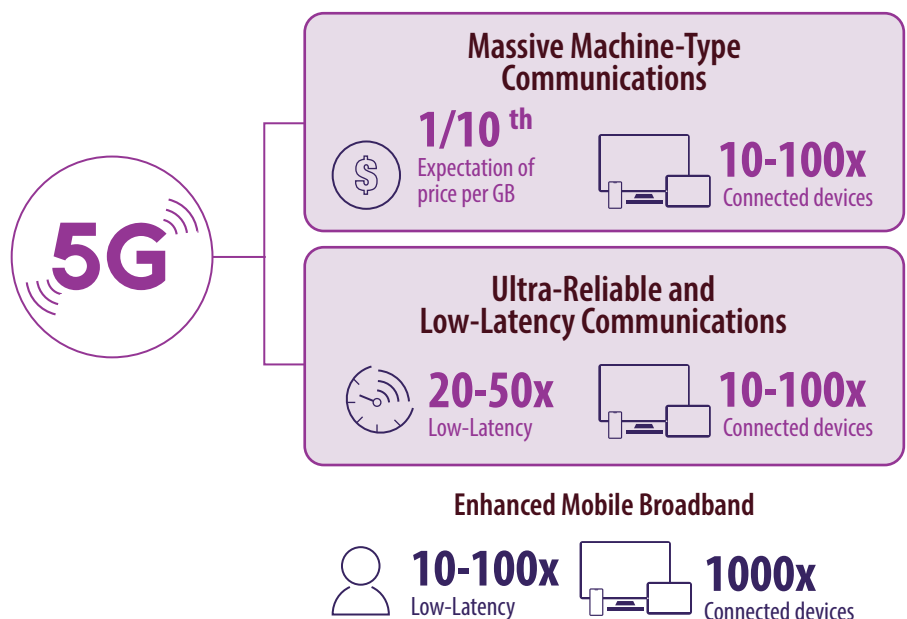 5G
Massive Machine-Type
Communications
$
1/10 th
Expectation of
price per GB
10-100x
Connected devices
Ultra-Reliable and
Low-Latency Communications
20-50x
Low-Latency
10-100x
Connected devices
Enhanced Mobile Broadband
10-100x
Low-Latency
1000x
Connected devices